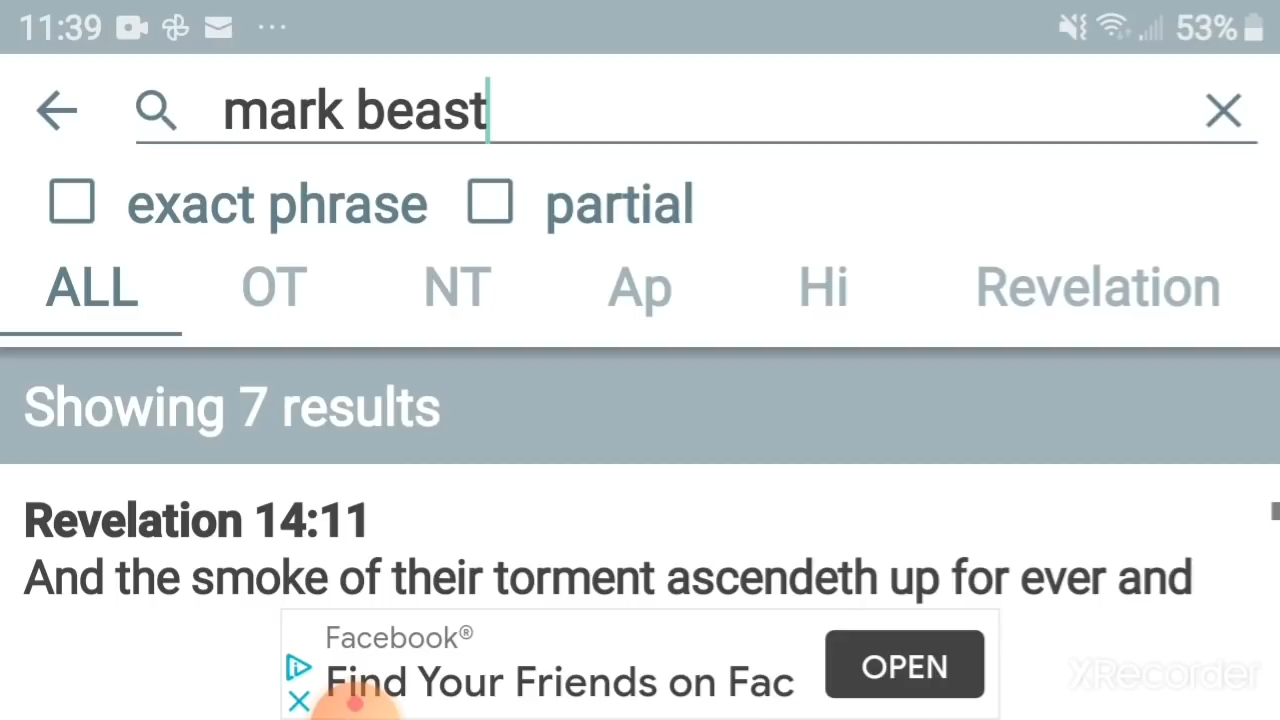 11:39 ... 53%
mark beast
exact phrase partial
ALL OT NT Ap Hi Revelation
Showing 7 results
Revelation 14:11
And the smoke of their torment ascendeth up for ever and
Facebook®
Find Your Friends on Fac
OPEN
XRecorder